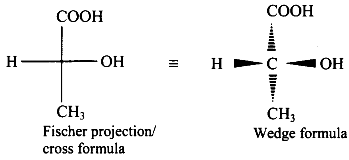 COOH COOH
H OH ≡ H C OH
CH₃ CH₃
Fischer projection/ Wedge formula
cross formula